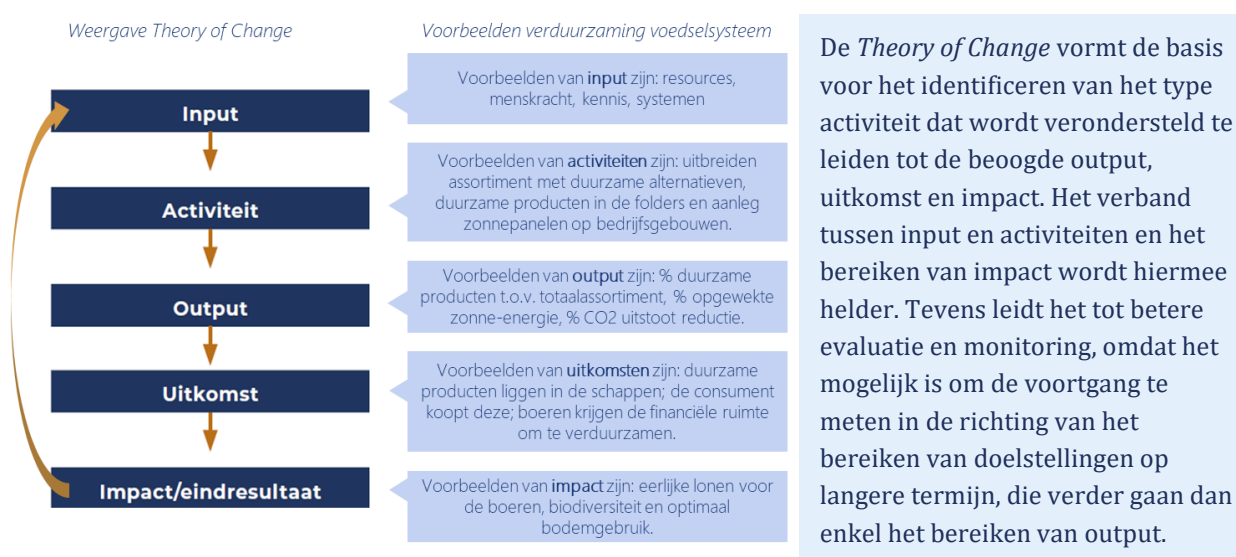 Weergave Theory of Change
Input
Activiteit
Output
Uitkomst
Impact/eindresultaat
Voorbeelden verduurzaming voedselsysteem
Voorbeelden van input zijn: resources,
menskracht, kennis, systemen
Voorbeelden van activiteiten zijn: uitbreiden
assortiment met duurzame alternatieven,
duurzame producten in de folders en aanleg
zonnepanelen op bedrijfsgebouwen.
Voorbeelden van output zijn: % duurzame
producten t.o.v. totaalassortiment, % opgewekte
zonne-energie, % CO2 uitstoot reductie.
Voorbeelden van uitkomsten zijn: duurzame
producten liggen in de schappen; de consument
koopt deze; boeren krijgen de financiële ruimte
om te verduurzamen.
Voorbeelden van impact zijn: eerlijke lonen voor
de boeren, biodiversiteit en optimaal
bodemgebruik.
De Theory of Change vormt de basis
voor het identificeren van het type
activiteit dat wordt verondersteld te
leiden tot de beoogde output,
uitkomst en impact. Het verband
tussen input en activiteiten en het
bereiken van impact wordt hiermee
helder. Tevens leidt het tot betere
evaluatie en monitoring, omdat het
mogelijk is om de voortgang te
meten in de richting van het
bereiken van doelstellingen op
langere termijn, die verder gaan dan
enkel het bereiken van output.